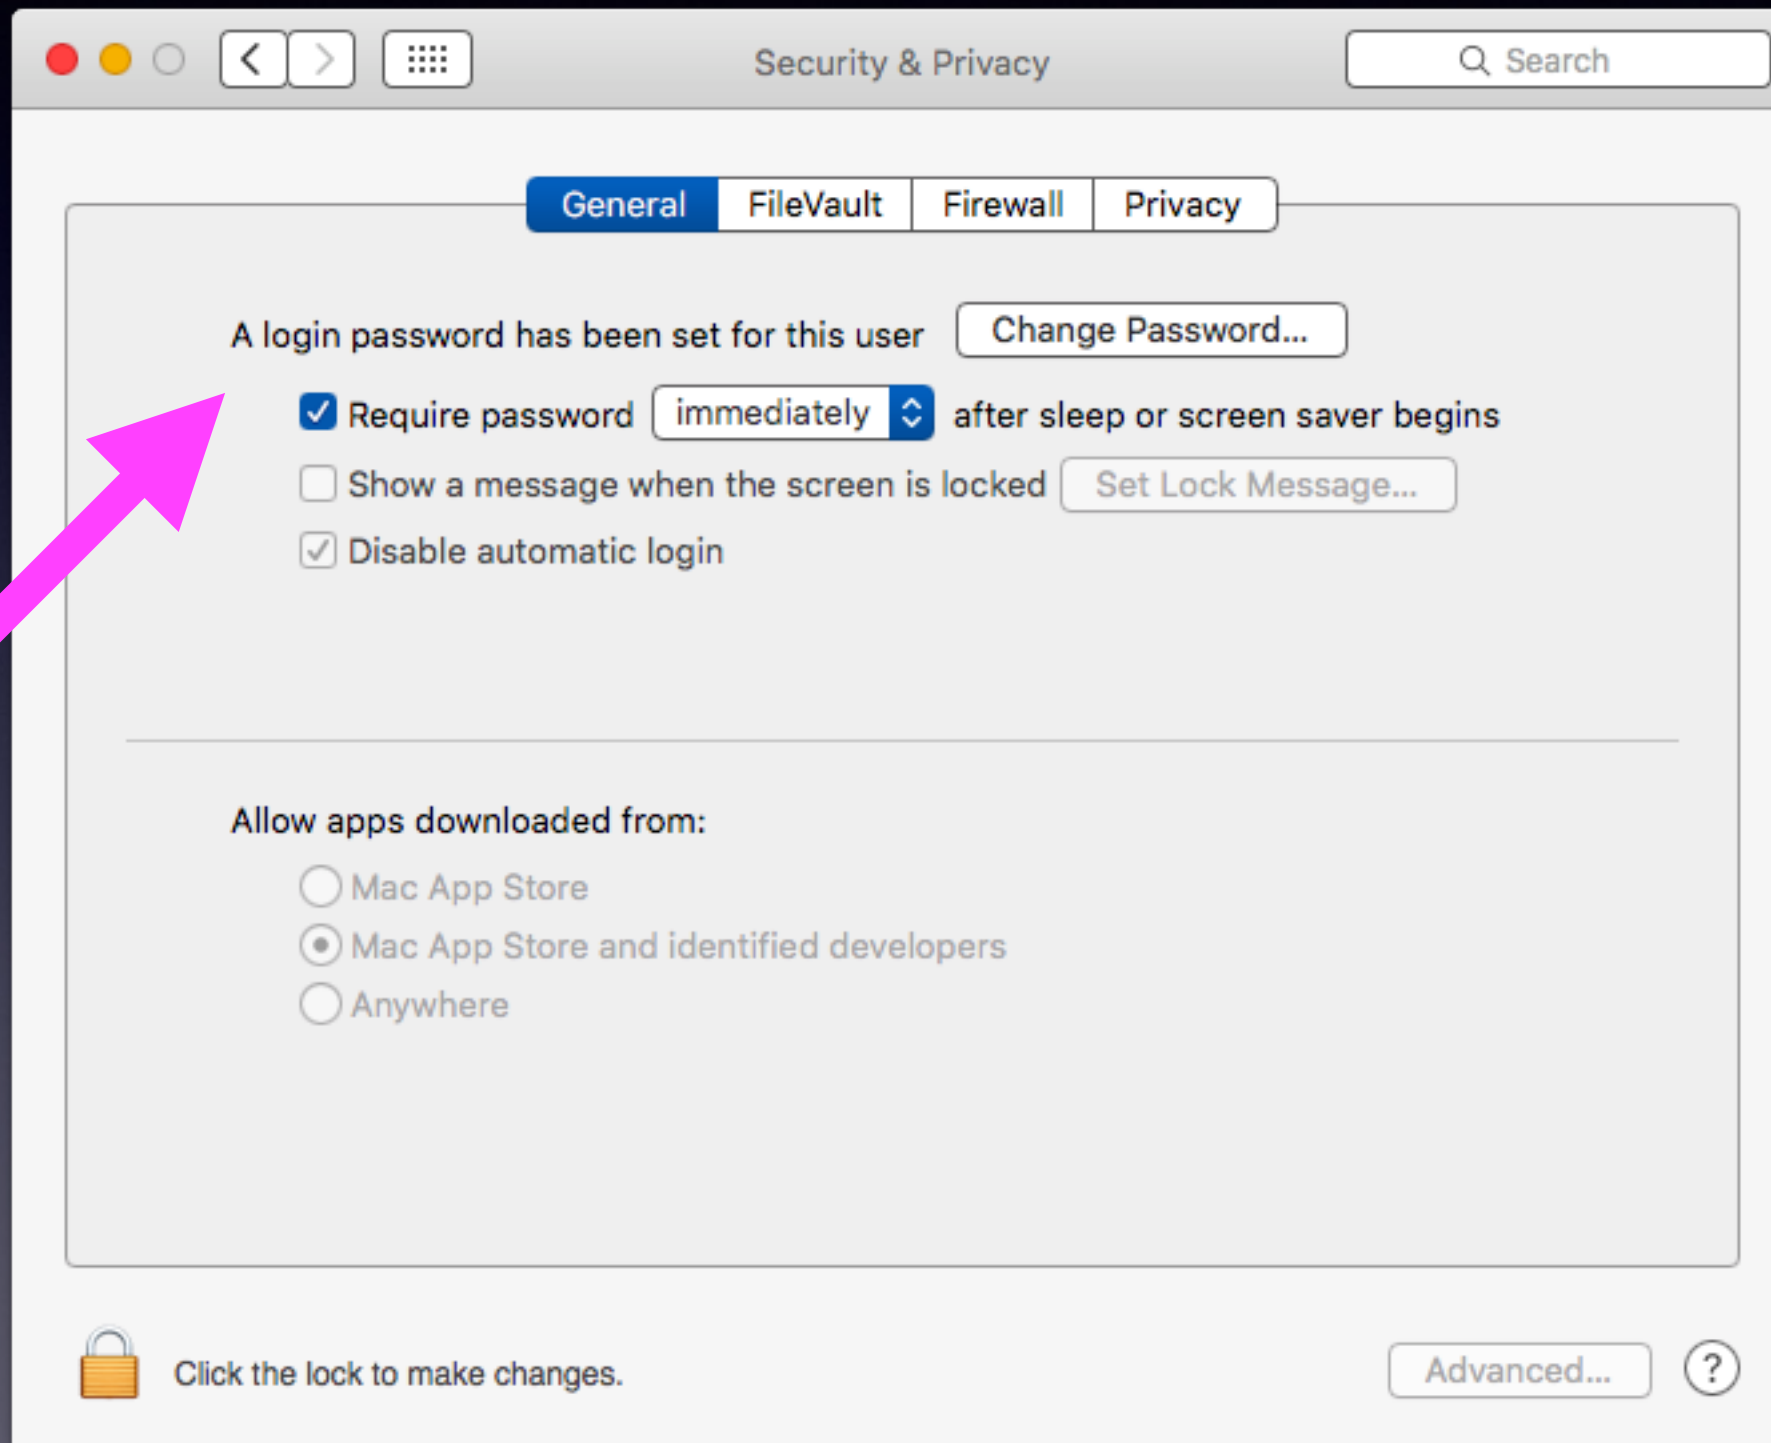 Security & Privacy
Search
General FileVault Firewall Privacy
A login password has been set for this user Change Password...
Require password immediately after sleep or screen saver begins
Show a message when the screen is locked Set Lock Message...
Disable automatic login
Allow apps downloaded from:
Mac App Store
Mac App Store and identified developers
Anywhere
Click the lock to make changes.
Advanced... ?